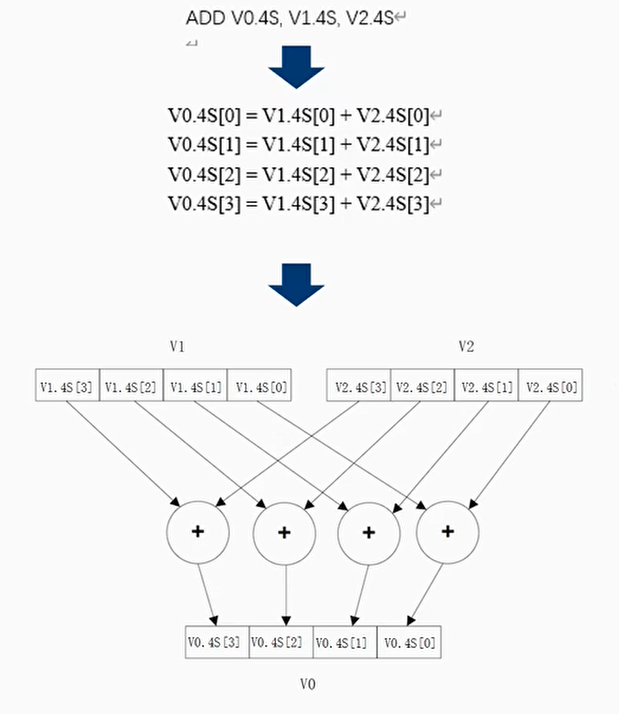 ADD V0.4S, V1.4S, V2.4S↵
↵
V0.4S[0] = V1.4S[0] + V2.4S[0]↵
V0.4S[1] = V1.4S[1] + V2.4S[1]↵
V0.4S[2] = V1.4S[2] + V2.4S[2]↵
V0.4S[3] = V1.4S[3] + V2.4S[3]↵
V1 V2
V1.4S[3] V1.4S[2] V1.4S[1] V1.4S[0] V2.4S[3] V2.4S[2] V2.4S[1] V2.4S[0]
+ + + +
V0.4S[3] V0.4S[2] V0.4S[1] V0.4S[0]
V0